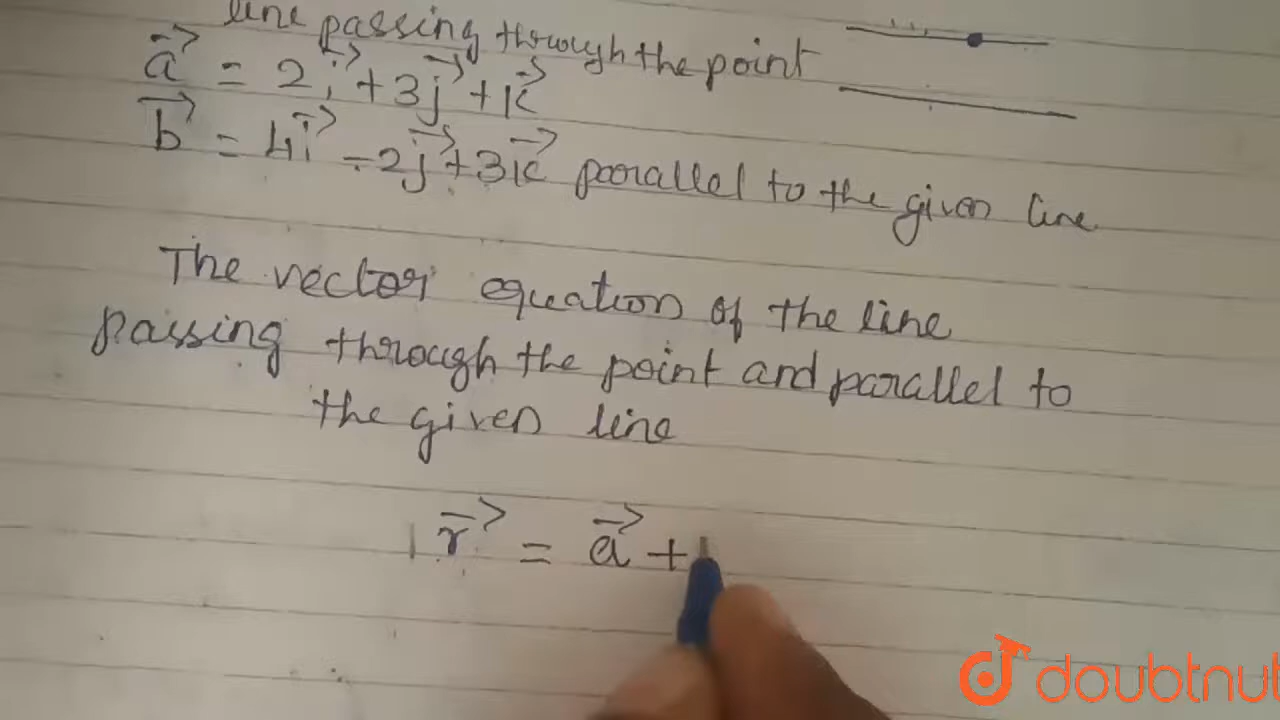 line passing through the point
a⃗ = 2i⃗ + 3j⃗ + k⃗
b⃗ = 4i⃗ - 2j⃗ + 3k⃗ parallel to the given line
The vector equation of the line
passing through the point and parallel to
the given line
r⃗ = a⃗ +
doubtnut